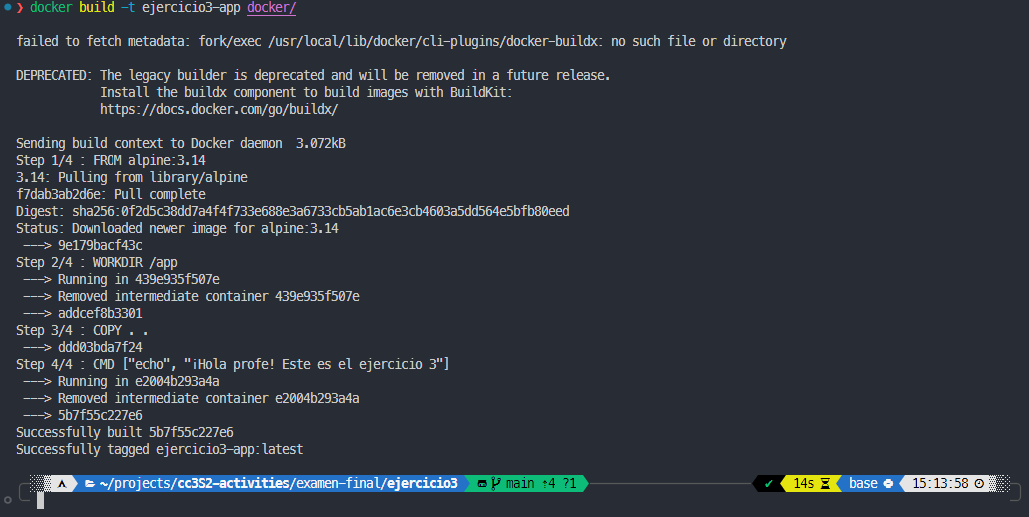 ❯ docker build -t ejercicio3-app docker/
failed to fetch metadata: fork/exec /usr/local/lib/docker/cli-plugins/docker-buildx: no such file or directory
DEPRECATED: The legacy builder is deprecated and will be removed in a future release.
            Install the buildx component to build images with BuildKit:
            https://docs.docker.com/go/buildx/
Sending build context to Docker daemon  3.072kB
Step 1/4 : FROM alpine:3.14
3.14: Pulling from library/alpine
f7dab3ab2d6e: Pull complete
Digest: sha256:0f2d5c38dd7a4f4f733e688e3a6733cb5ab1ac6e3cb4603a5dd564e5bfb80eed
Status: Downloaded newer image for alpine:3.14
 ---> 9e179bacf43c
Step 2/4 : WORKDIR /app
 ---> Running in 439e935f507e
 ---> Removed intermediate container 439e935f507e
 ---> addcef8b3301
Step 3/4 : COPY . .
 ---> ddd03bda7f24
Step 4/4 : CMD ["echo", "¡Hola profe! Este es el ejercicio 3"]
 ---> Running in e2004b293a4a
 ---> Removed intermediate container e2004b293a4a
 ---> 5b7f55c227e6
Successfully built 5b7f55c227e6
Successfully tagged ejercicio3-app:latest
~/projects/cc3S2-activities/examen-final/ejercicio3 main ⇡4 ?1 ✔ 14s base 15:13:58